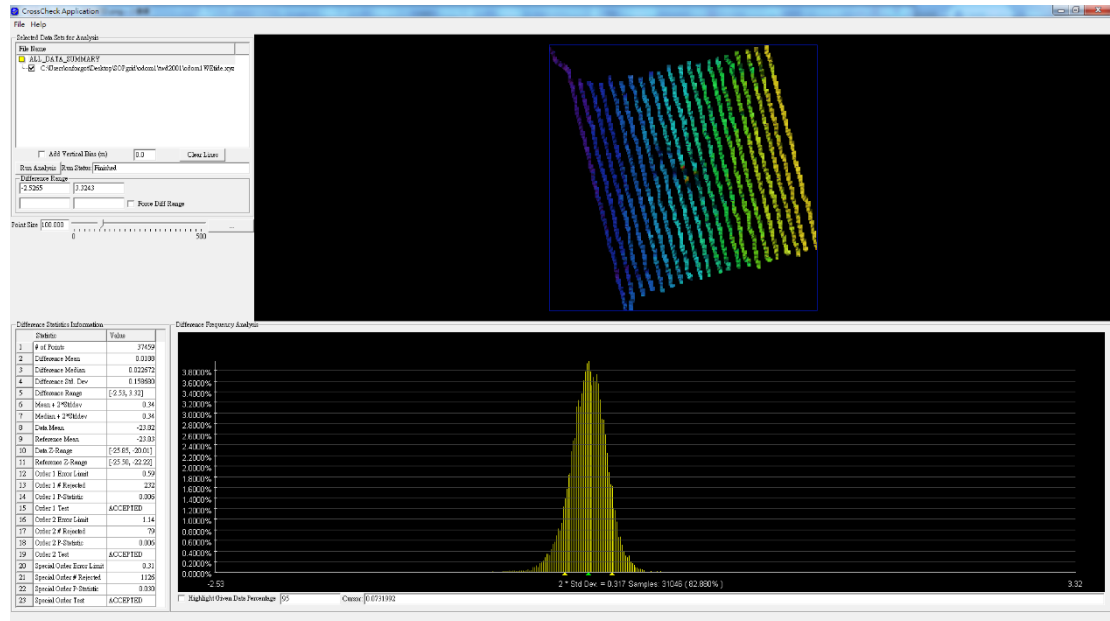 CrossCheck Application
File Help
Selected Data Sets for Analysis
File Name
ALL_DATA_SUMMARY
Add Vertical Bias (m) 0.0 Clear Lines
Run Analysis Run Status: Finished
Difference Range
-2.5265 3.3243
Force Diff Range
Point Size 100.000 ...
0 500
Difference Statistics Information
Statistic Value
1 # of Points 37459
2 Difference Mean 0.0188
3 Difference Median 0.022672
4 Difference Std. Dev 0.158680
5 Difference Range [-2.53, 3.32]
6 Mean + 2*Stddev 0.34
7 Median + 2*Stddev 0.34
8 Data Mean -23.82
9 Reference Mean -23.83
10 Data Z-Range [-25.85, -20.01]
11 Reference Z-Range [-25.50, -22.22]
12 Order 1 Error Limit 0.59
13 Order 1 # Rejected 232
14 Order 1 P-Statistic 0.006
15 Order 1 Test ACCEPTED
16 Order 2 Error Limit 1.14
17 Order 2 # Rejected 79
18 Order 2 P-Statistic 0.006
19 Order 2 Test ACCEPTED
20 Special Order Error Limit 0.31
21 Special Order # Rejected 1126
22 Special Order P-Statistic 0.030
23 Special Order Test ACCEPTED
Difference Frequency Analysis
3.8000%
3.6000%
3.4000%
3.2000%
3.0000%
2.8000%
2.6000%
2.4000%
2.2000%
2.0000%
1.8000%
1.6000%
1.4000%
1.2000%
1.0000%
0.8000%
0.6000%
0.4000%
0.2000%
0.0000%
-2.53 2 * Std Dev. = 0.317 Samples: 31046 (82.880%) 3.32
Highlight Given Data Percentage 95 Cursor: 0.0731992